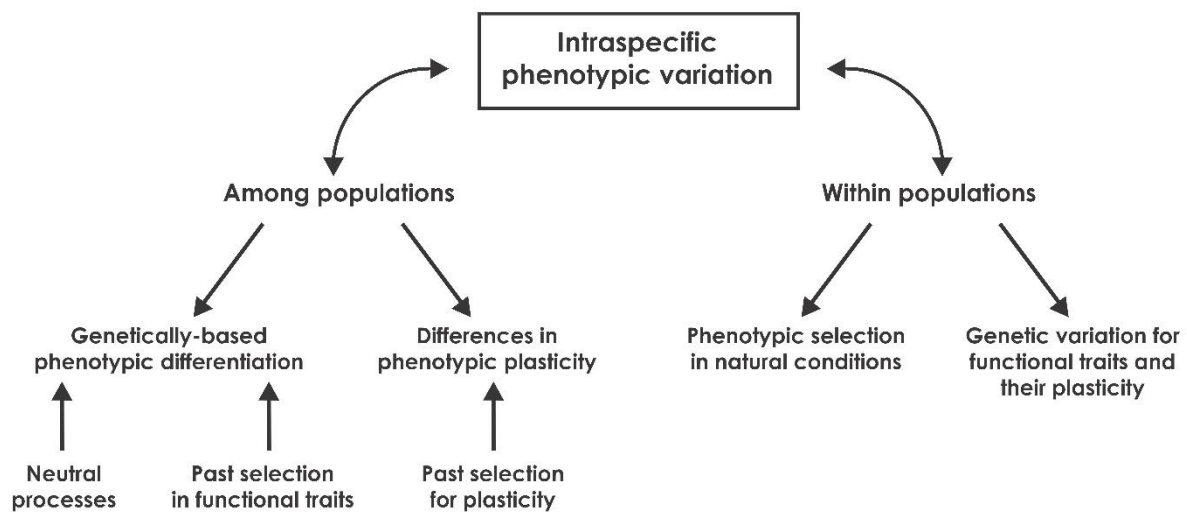 Intraspecific
phenotypic variation
Among populations
Within populations
Genetically-based
phenotypic differentiation
Differences in
phenotypic plasticity
Phenotypic selection
in natural conditions
Genetic variation for
functional traits and
their plasticity
Neutral
processes
Past selection
in functional traits
Past selection
for plasticity